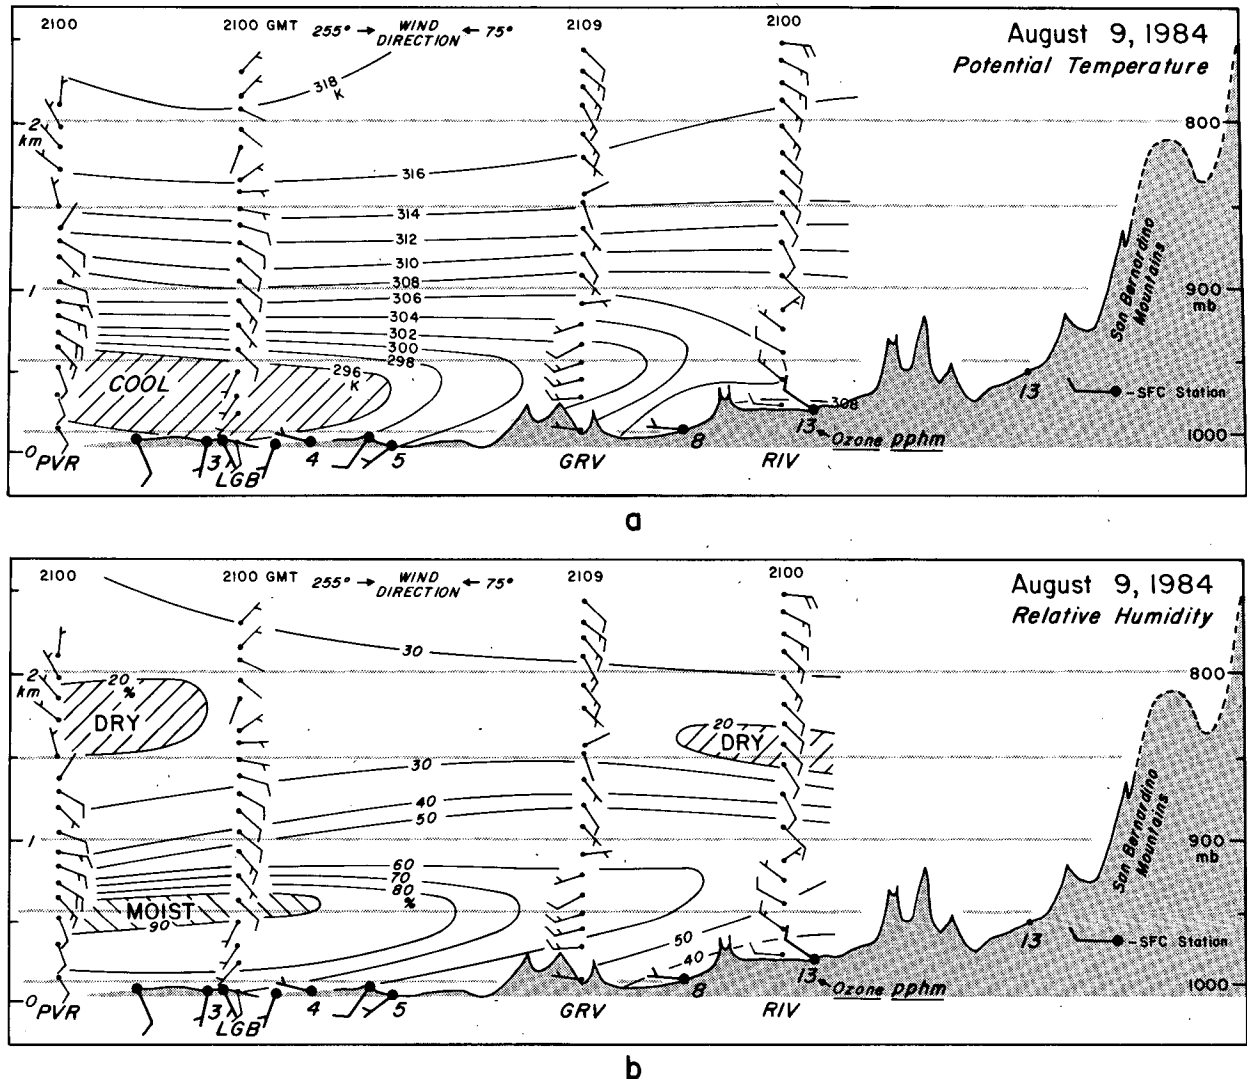 2100
2100 GMT
255° → WIND DIRECTION ← 75°
2109
2100
August 9, 1984
Potential Temperature
318
K
2
km
800
316
314
312
310
308
1
306
900
mb
304
302
300
298
296
K
COOL
San Bernardino
Mountains
13
-SFC Station
308
0
1000
PVR
3
LGB
4
5
GRV
8
RIV
13
Ozone pphm
a
2100
2100 GMT
255° → WIND DIRECTION ← 75°
2109
2100
August 9, 1984
Relative Humidity
30
2
km
800
20
%
DRY
20
DRY
30
40
50
1
900
mb
60
70
80
%
MOIST
90
San Bernardino
Mountains
50
40
13
-SFC Station
0
1000
PVR
3
LGB
4
5
GRV
8
RIV
13
Ozone pphm
b